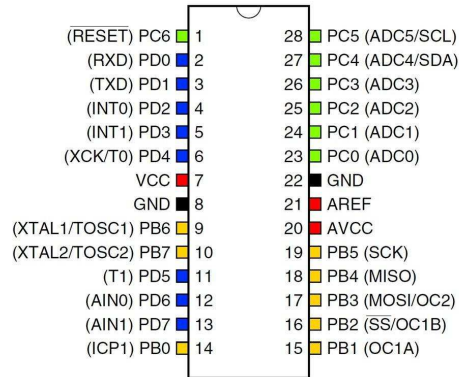 (RESET) PC6 1 28 PC5 (ADC5/SCL)
(RXD) PD0 2 27 PC4 (ADC4/SDA)
(TXD) PD1 3 26 PC3 (ADC3)
(INT0) PD2 4 25 PC2 (ADC2)
(INT1) PD3 5 24 PC1 (ADC1)
(XCK/T0) PD4 6 23 PC0 (ADC0)
VCC 7 22 GND
GND 8 21 AREF
(XTAL1/TOSC1) PB6 9 20 AVCC
(XTAL2/TOSC2) PB7 10 19 PB5 (SCK)
(T1) PD5 11 18 PB4 (MISO)
(AIN0) PD6 12 17 PB3 (MOSI/OC2)
(AIN1) PD7 13 16 PB2 (SS/OC1B)
(ICP1) PB0 14 15 PB1 (OC1A)